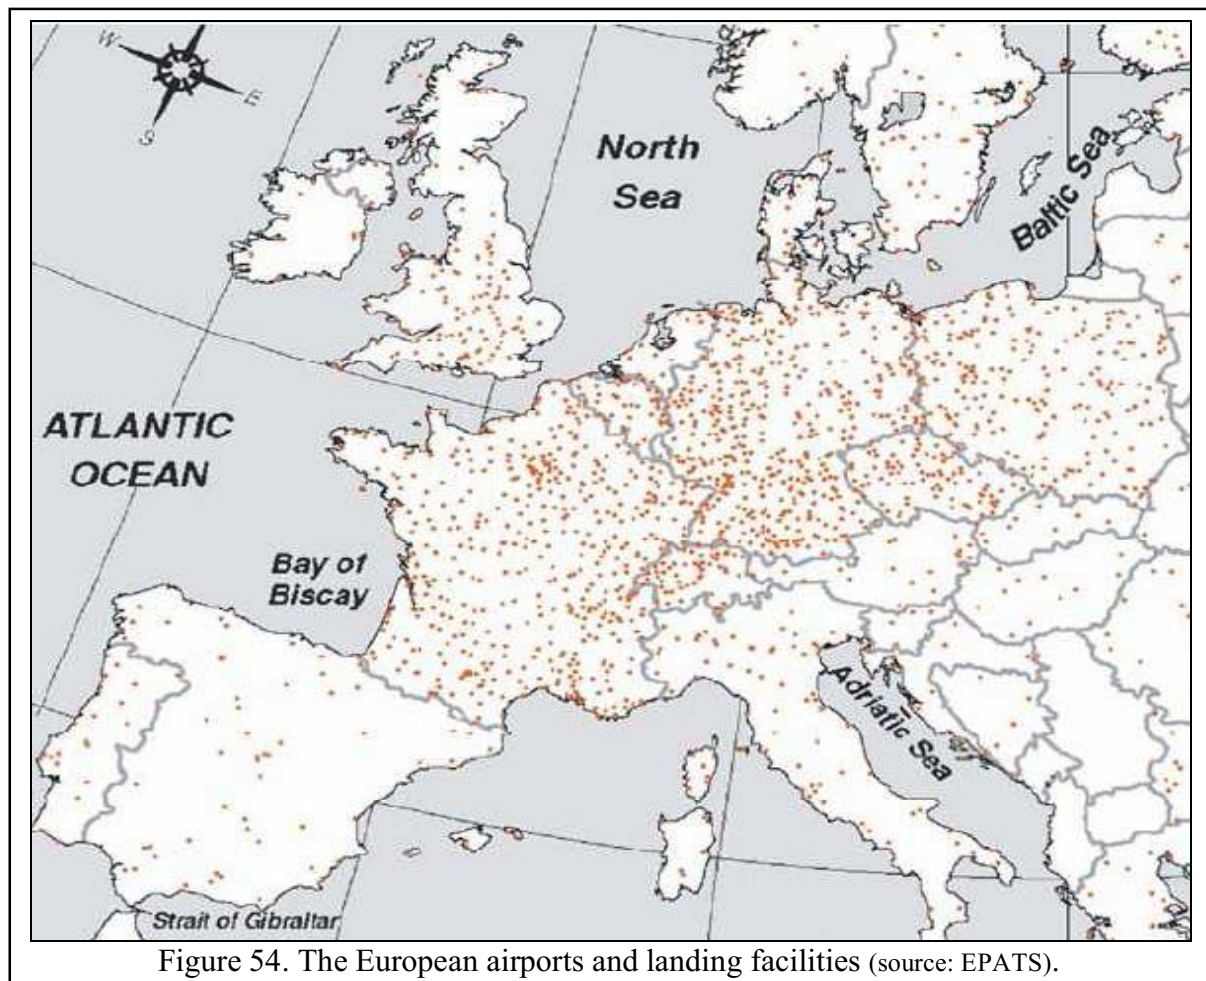 W
E
S
North
Sea
Baltic Sea
ATLANTIC
OCEAN
Bay of
Biscay
Adriatic Sea
Strait of Gibraltar
Figure 54. The European airports and landing facilities (source: EPATS).